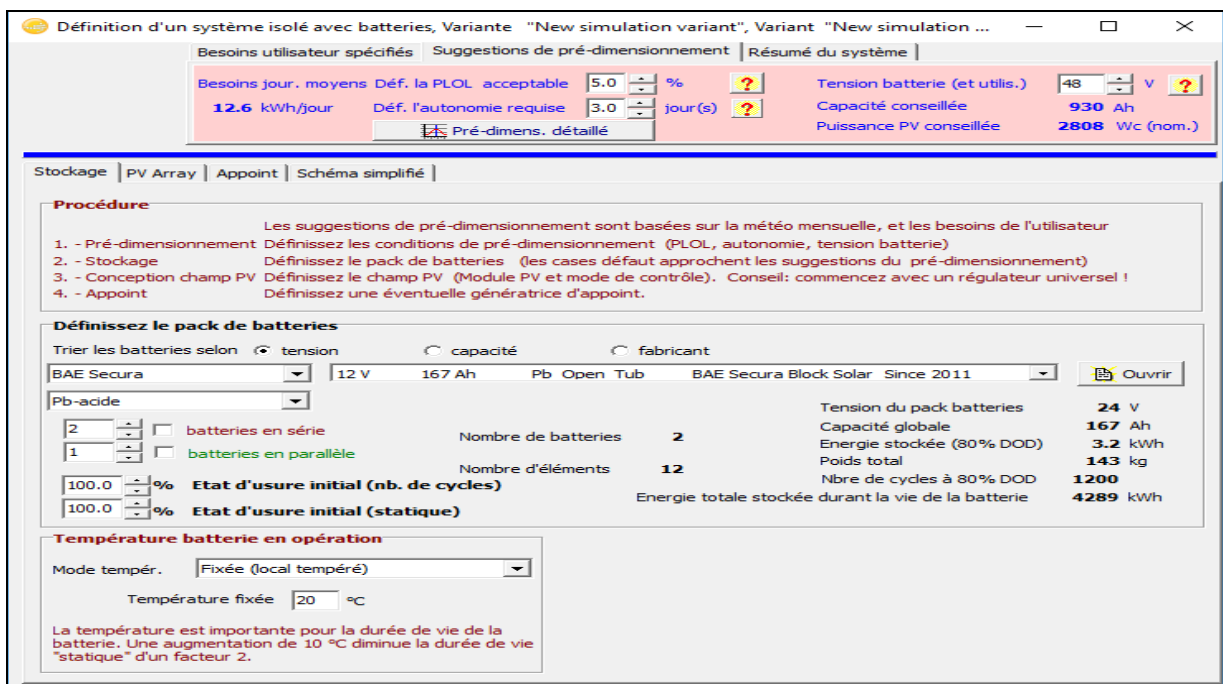 Définition d'un système isolé avec batteries, Variante "New simulation variant", Variant "New simulation ...
Besoins utilisateur spécifiés Suggestions de pré-dimensionnement Résumé du système
Besoins jour. moyens Déf. la PLOL acceptable 5.0 % ? Tension batterie (et utilis.) 48 V ?
12.6 kWh/jour Déf. l'autonomie requise 3.0 jour(s) ? Capacité conseillée 930 Ah
Pré-dimens. détaillé Puissance PV conseillée 2808 Wc (nom.)
Stockage PV Array Appoint Schéma simplifié
Procédure
Les suggestions de pré-dimensionnement sont basées sur la météo mensuelle, et les besoins de l'utilisateur
1. - Pré-dimensionnement Définissez les conditions de pré-dimensionnement (PLOL, autonomie, tension batterie)
2. - Stockage Définissez le pack de batteries (les cases défaut approchent les suggestions du pré-dimensionnement)
3. - Conception champ PV Définissez le champ PV (Module PV et mode de contrôle). Conseil: commencez avec un régulateur universel !
4. - Appoint Définissez une éventuelle génératrice d'appoint.
Définissez le pack de batteries
Trier les batteries selon tension capacité fabricant
BAE Secura 12 V 167 Ah Pb Open Tub BAE Secura Block Solar Since 2011 Ouvrir
Pb-acide
Tension du pack batteries 24 V
2 batteries en série Nombre de batteries 2 Capacité globale 167 Ah
1 batteries en parallèle Energie stockée (80% DOD) 3.2 kWh
Nombre d'éléments 12 Poids total 143 kg
100.0 % Etat d'usure initial (nb. de cycles) Nbre de cycles à 80% DOD 1200
100.0 % Etat d'usure initial (statique) Energie totale stockée durant la vie de la batterie 4289 kWh
Température batterie en opération
Mode tempér. Fixée (local tempéré)
Température fixée 20 °C
La température est importante pour la durée de vie de la
batterie. Une augmentation de 10 °C diminue la durée de vie
"statique" d'un facteur 2.